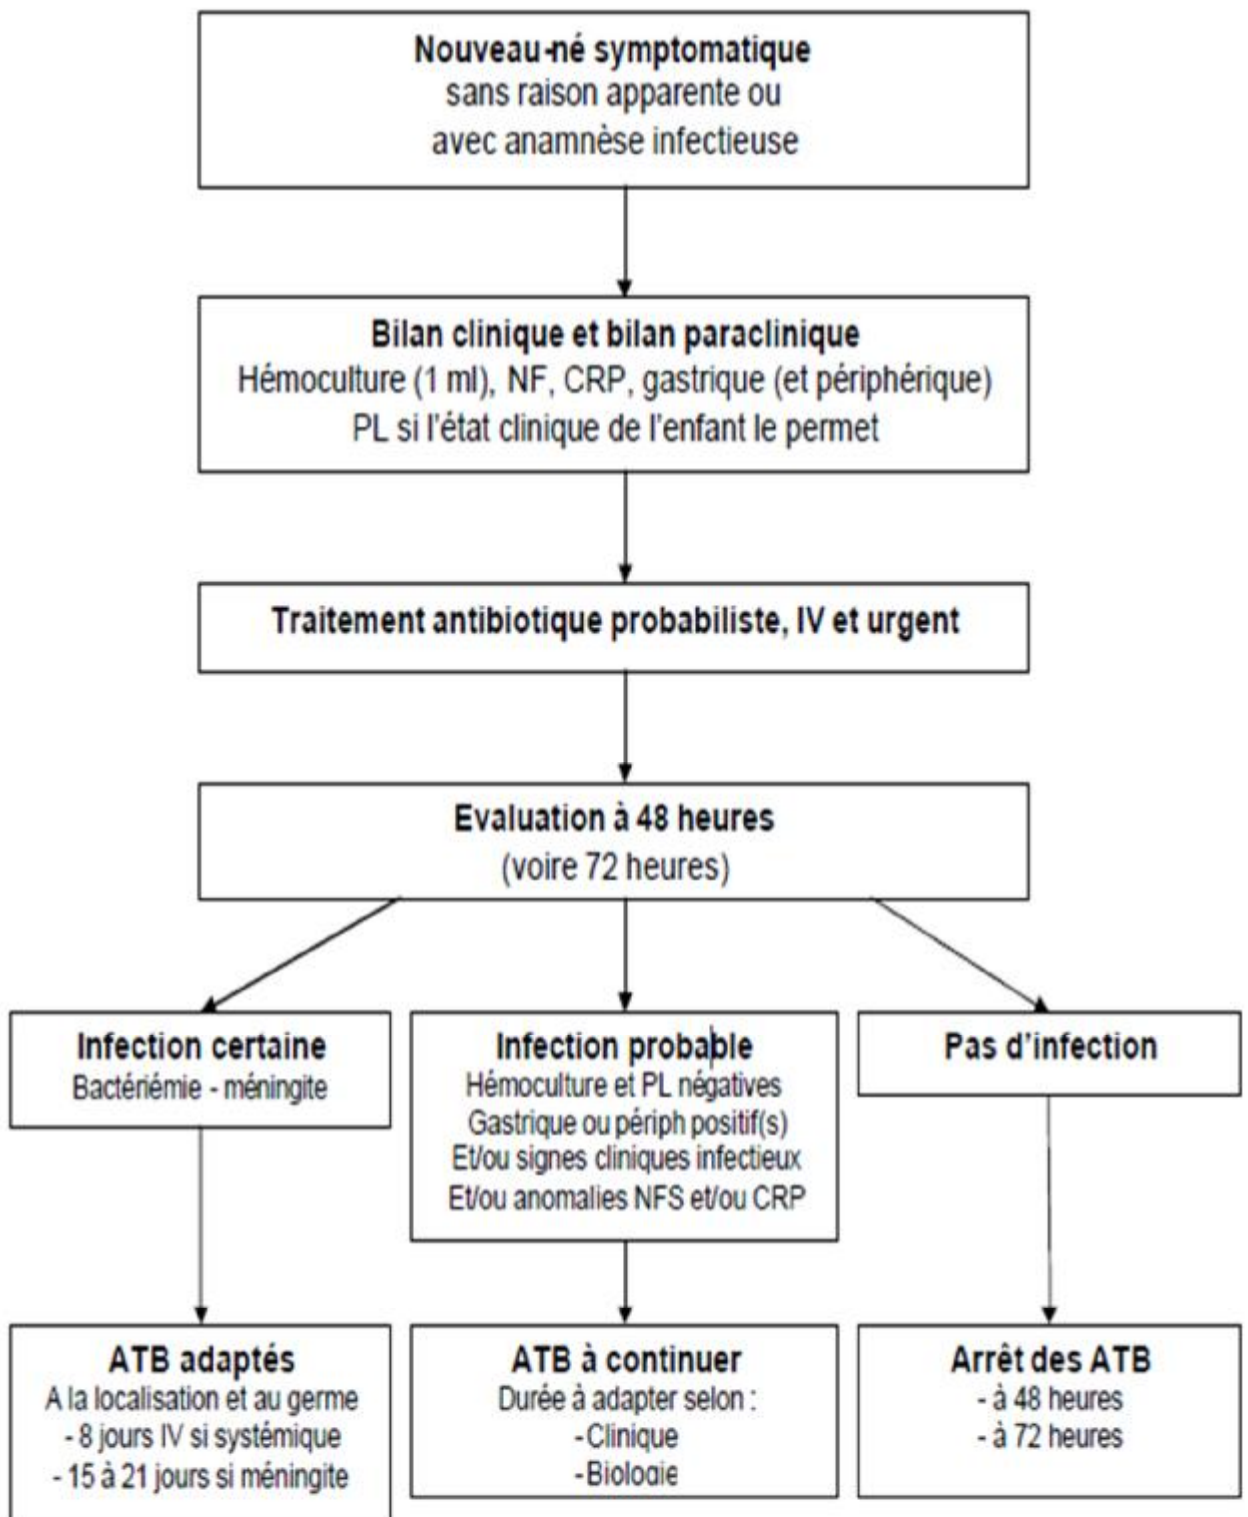 Nouveau-né symptomatique
sans raison apparente ou
avec anamnèse infectieuse
Bilan clinique et bilan paraclinique
Hémoculture (1 ml), NF, CRP, gastrique (et périphérique)
PL si l'état clinique de l'enfant le permet
Traitement antibiotique probabiliste, IV et urgent
Evaluation à 48 heures
(voire 72 heures)
Infection certaine
Bactériémie - méningite
Infection probable
Hémoculture et PL négatives
Gastrique ou périph positif(s)
Et/ou signes cliniques infectieux
Et/ou anomalies NFS et/ou CRP
Pas d'infection
ATB adaptés
A la localisation et au germe
- 8 jours IV si systémique
- 15 à 21 jours si méningite
ATB à continuer
Durée à adapter selon :
- Clinique
- Biologie
Arrêt des ATB
- à 48 heures
- à 72 heures